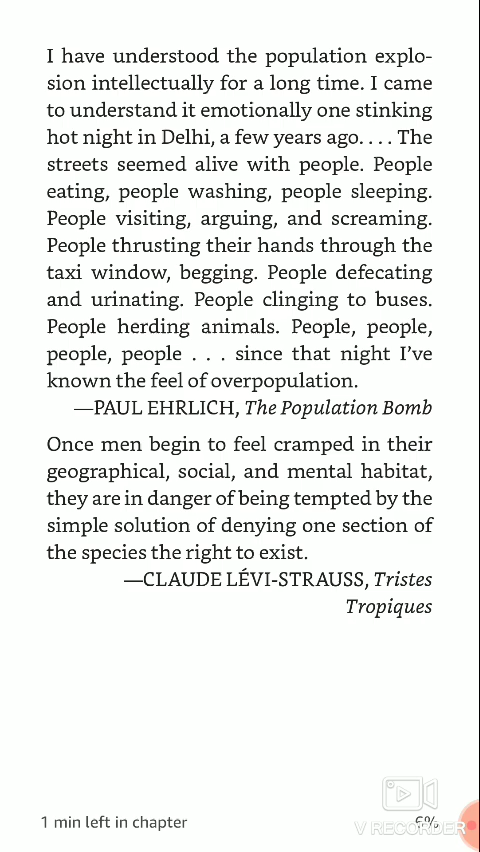 I have understood the population explo-
sion intellectually for a long time. I came
to understand it emotionally one stinking
hot night in Delhi, a few years ago. . . . The
streets seemed alive with people. People
eating, people washing, people sleeping.
People visiting, arguing, and screaming.
People thrusting their hands through the
taxi window, begging. People defecating
and urinating. People clinging to buses.
People herding animals. People, people,
people, people . . . since that night I’ve
known the feel of overpopulation.
—PAUL EHRLICH, The Population Bomb
Once men begin to feel cramped in their
geographical, social, and mental habitat,
they are in danger of being tempted by the
simple solution of denying one section of
the species the right to exist.
—CLAUDE LÉVI-STRAUSS, Tristes
Tropiques
1 min left in chapter 6%
V RECORDER